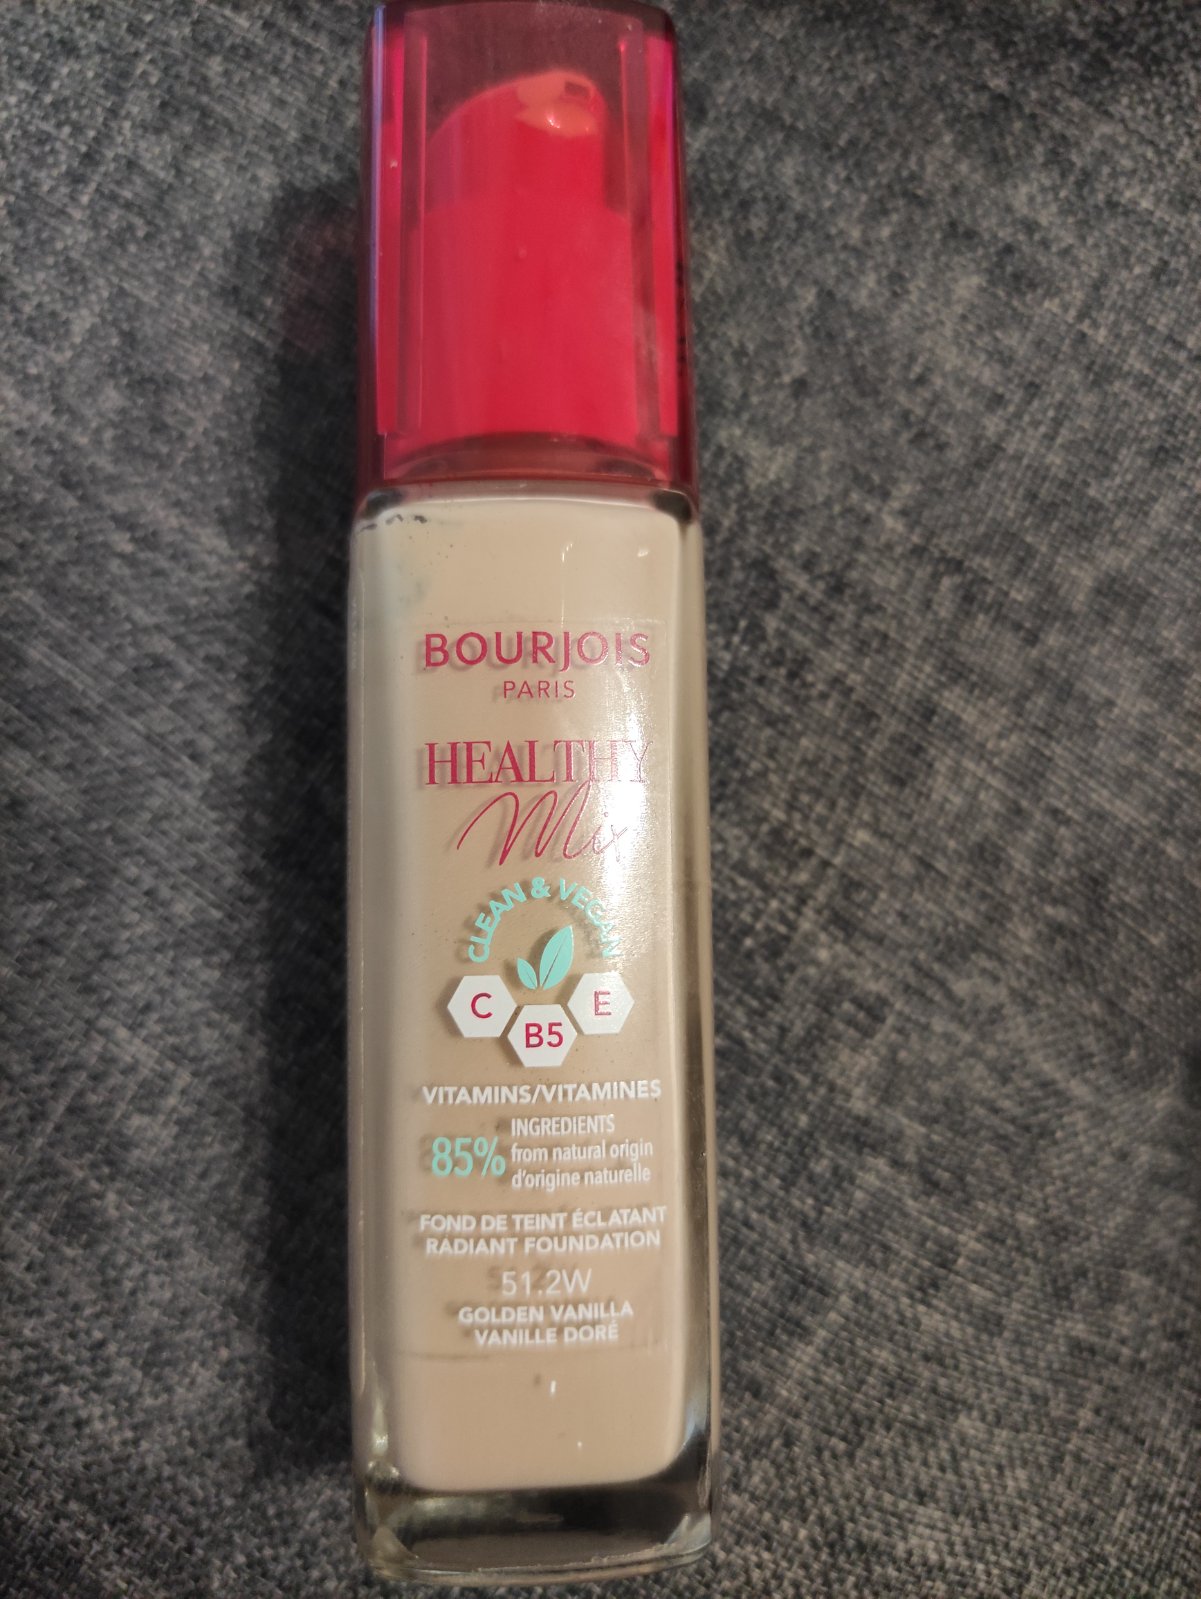 BOURJOIS
PARIS
HEALTHY
Mix
CLEAN & VEGAN
C
B5
E
VITAMINS/VITAMINES
85%
INGREDIENTS
from natural origin
d'origine naturelle
FOND DE TEINT ÉCLATANT
RADIANT FOUNDATION
51.2W
GOLDEN VANILLA
VANILLE DORÉ